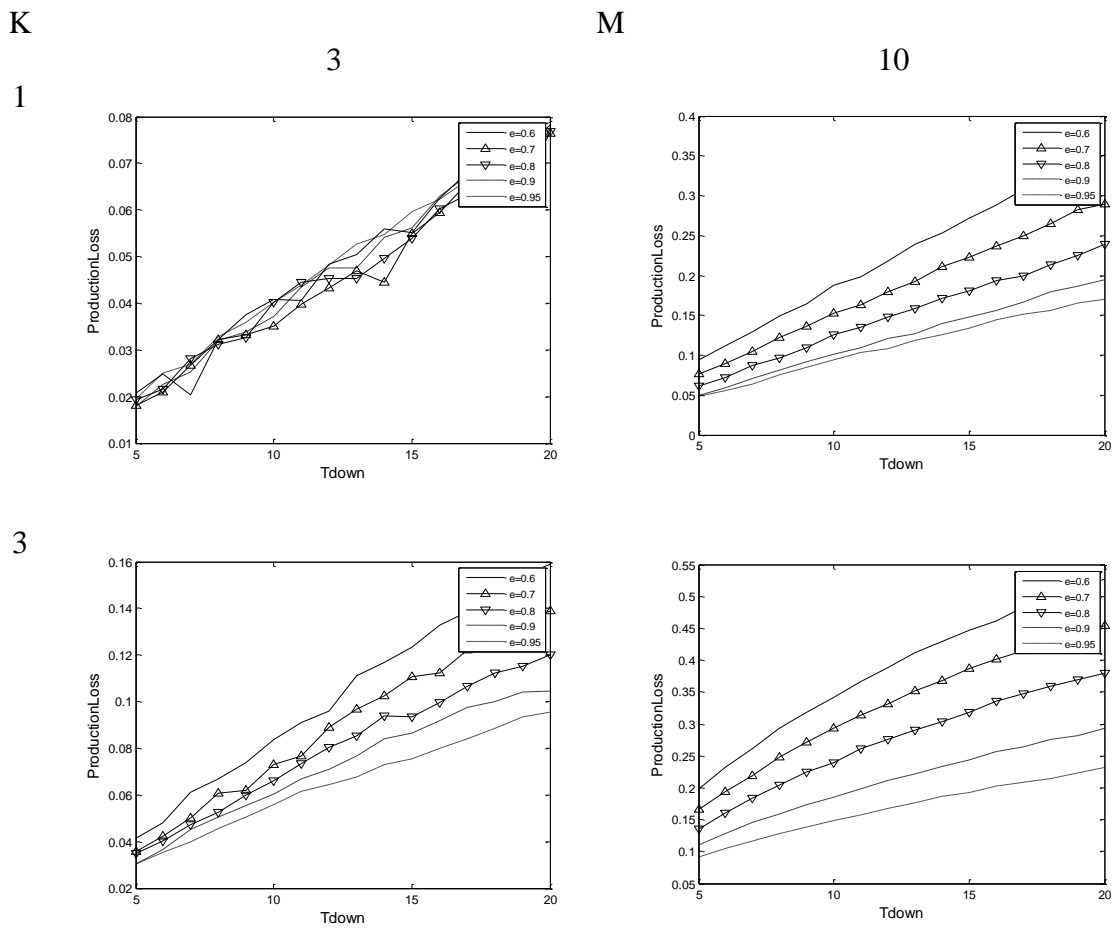 K M
3 10
1
0.08
0.07
0.06
0.05
0.04
0.03
0.02
0.01
ProductionLoss
5 10 15 20
Tdown
e=0.6
e=0.7
e=0.8
e=0.9
e=0.95
0.4
0.35
0.3
0.25
0.2
0.15
0.1
0.05
0
ProductionLoss
5 10 15 20
Tdown
e=0.6
e=0.7
e=0.8
e=0.9
e=0.95
3
0.16
0.14
0.12
0.1
0.08
0.06
0.04
0.02
ProductionLoss
5 10 15 20
Tdown
e=0.6
e=0.7
e=0.8
e=0.9
e=0.95
0.55
0.5
0.45
0.4
0.35
0.3
0.25
0.2
0.15
0.1
0.05
ProductionLoss
5 10 15 20
Tdown
e=0.6
e=0.7
e=0.8
e=0.9
e=0.95